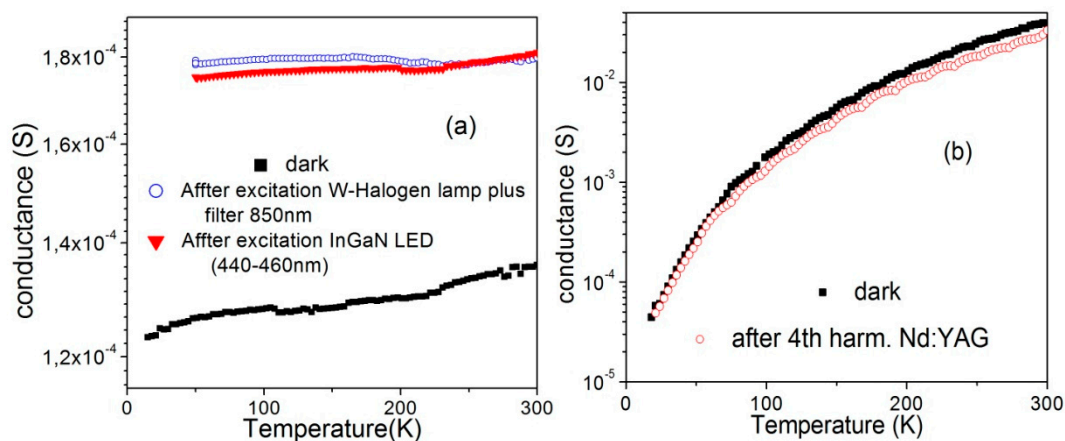 (a)
1,8x10⁻⁴
1,6x10⁻⁴
1,4x10⁻⁴
1,2x10⁻⁴
conductance (S)
dark
Affter excitation W-Halogen lamp plus
filter 850nm
Affter excitation InGaN LED
(440-460nm)
0 100 200 300
Temperature(K)
(b)
10⁻²
10⁻³
10⁻⁴
10⁻⁵
conductance (S)
dark
after 4th harm. Nd:YAG
0 100 200 300
Temperature(K)